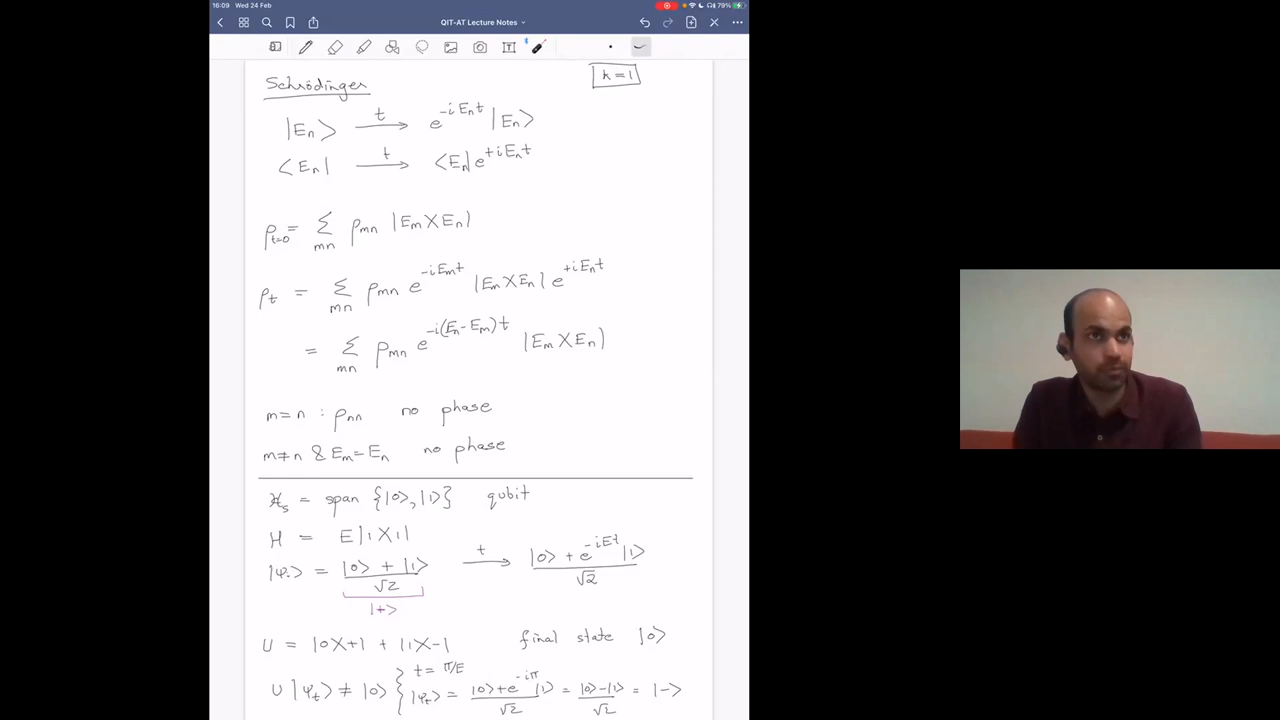 16:09 Wed 24 Feb 79%
QIT-AT Lecture Notes
Schrödinger
ħ = 1
|Eₙ⟩ →ᵗ e^{-iEₙt} |Eₙ⟩
⟨Eₙ| →ᵗ ⟨Eₙ| e^{+iEₙt}
ρ_{t=0} = Σ_{mn} ρ_{mn} |E_m⟩⟨E_n|
ρ_t = Σ_{mn} ρ_{mn} e^{-iE_m t} |E_m⟩⟨E_n| e^{+iE_n t}
= Σ_{mn} ρ_{mn} e^{-i(E_n-E_m)t} |E_m⟩⟨E_n|
m=n : ρ_{nn} no phase
m≠n & E_m=E_n no phase
ℋ_s = span {|0⟩,|1⟩} qubit
H = E|1⟩⟨1|
|φ⟩ = (|0⟩ + |1⟩)/√2 →ᵗ (|0⟩ + e^{-iEt}|1⟩)/√2
|+⟩
U = |0⟩⟨+| + |1⟩⟨-| final state |0⟩
t = π/E
U|φ_t⟩ ≠ |0⟩ { |φ_t⟩ = (|0⟩+e^{-iπ}|1⟩)/√2 = (|0⟩-|1⟩)/√2 = |-⟩